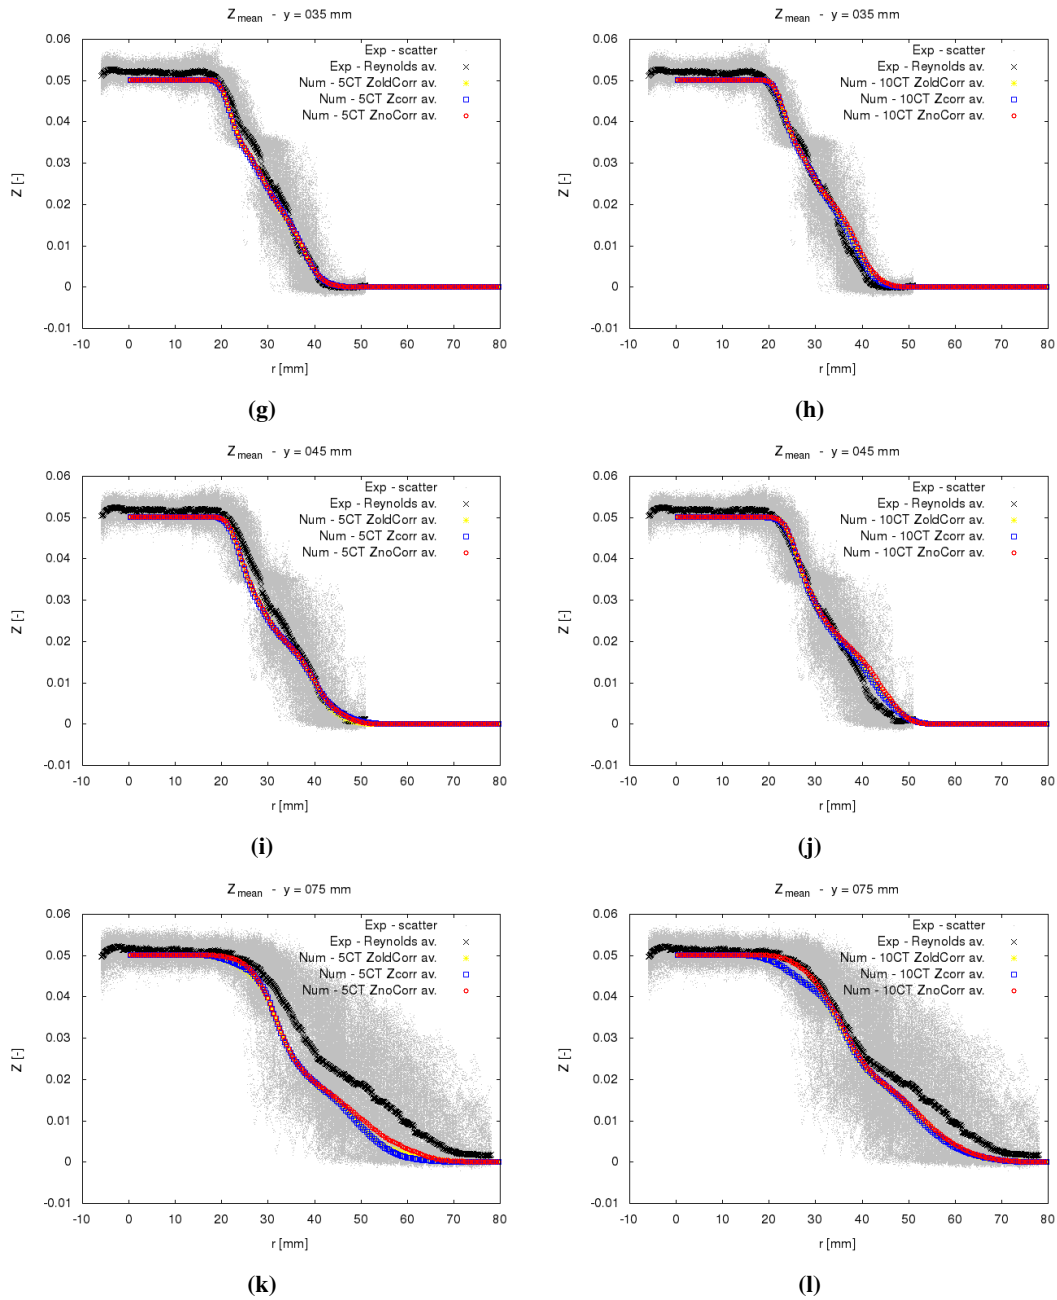 Z mean - y = 035 mm
0.06
0.05
0.04
0.03
0.02
0.01
0
-0.01
Z [-]
Exp - scatter
Exp - Reynolds av.
Num - 5CT ZoldCorr av.
Num - 5CT Zcorr av.
Num - 5CT ZnoCorr av.
-10 0 10 20 30 40 50 60 70 80
r [mm]
(g)
Z mean - y = 035 mm
0.06
0.05
0.04
0.03
0.02
0.01
0
-0.01
Z [-]
Exp - scatter
Exp - Reynolds av.
Num - 10CT ZoldCorr av.
Num - 10CT Zcorr av.
Num - 10CT ZnoCorr av.
-10 0 10 20 30 40 50 60 70 80
r [mm]
(h)
Z mean - y = 045 mm
0.06
0.05
0.04
0.03
0.02
0.01
0
-0.01
Z [-]
Exp - scatter
Exp - Reynolds av.
Num - 5CT ZoldCorr av.
Num - 5CT Zcorr av.
Num - 5CT ZnoCorr av.
-10 0 10 20 30 40 50 60 70 80
r [mm]
(i)
Z mean - y = 045 mm
0.06
0.05
0.04
0.03
0.02
0.01
0
-0.01
Z [-]
Exp - scatter
Exp - Reynolds av.
Num - 10CT ZoldCorr av.
Num - 10CT Zcorr av.
Num - 10CT ZnoCorr av.
-10 0 10 20 30 40 50 60 70 80
r [mm]
(j)
Z mean - y = 075 mm
0.06
0.05
0.04
0.03
0.02
0.01
0
-0.01
Z [-]
Exp - scatter
Exp - Reynolds av.
Num - 5CT ZoldCorr av.
Num - 5CT Zcorr av.
Num - 5CT ZnoCorr av.
-10 0 10 20 30 40 50 60 70 80
r [mm]
(k)
Z mean - y = 075 mm
0.06
0.05
0.04
0.03
0.02
0.01
0
-0.01
Z [-]
Exp - scatter
Exp - Reynolds av.
Num - 10CT ZoldCorr av.
Num - 10CT Zcorr av.
Num - 10CT ZnoCorr av.
-10 0 10 20 30 40 50 60 70 80
r [mm]
(l)